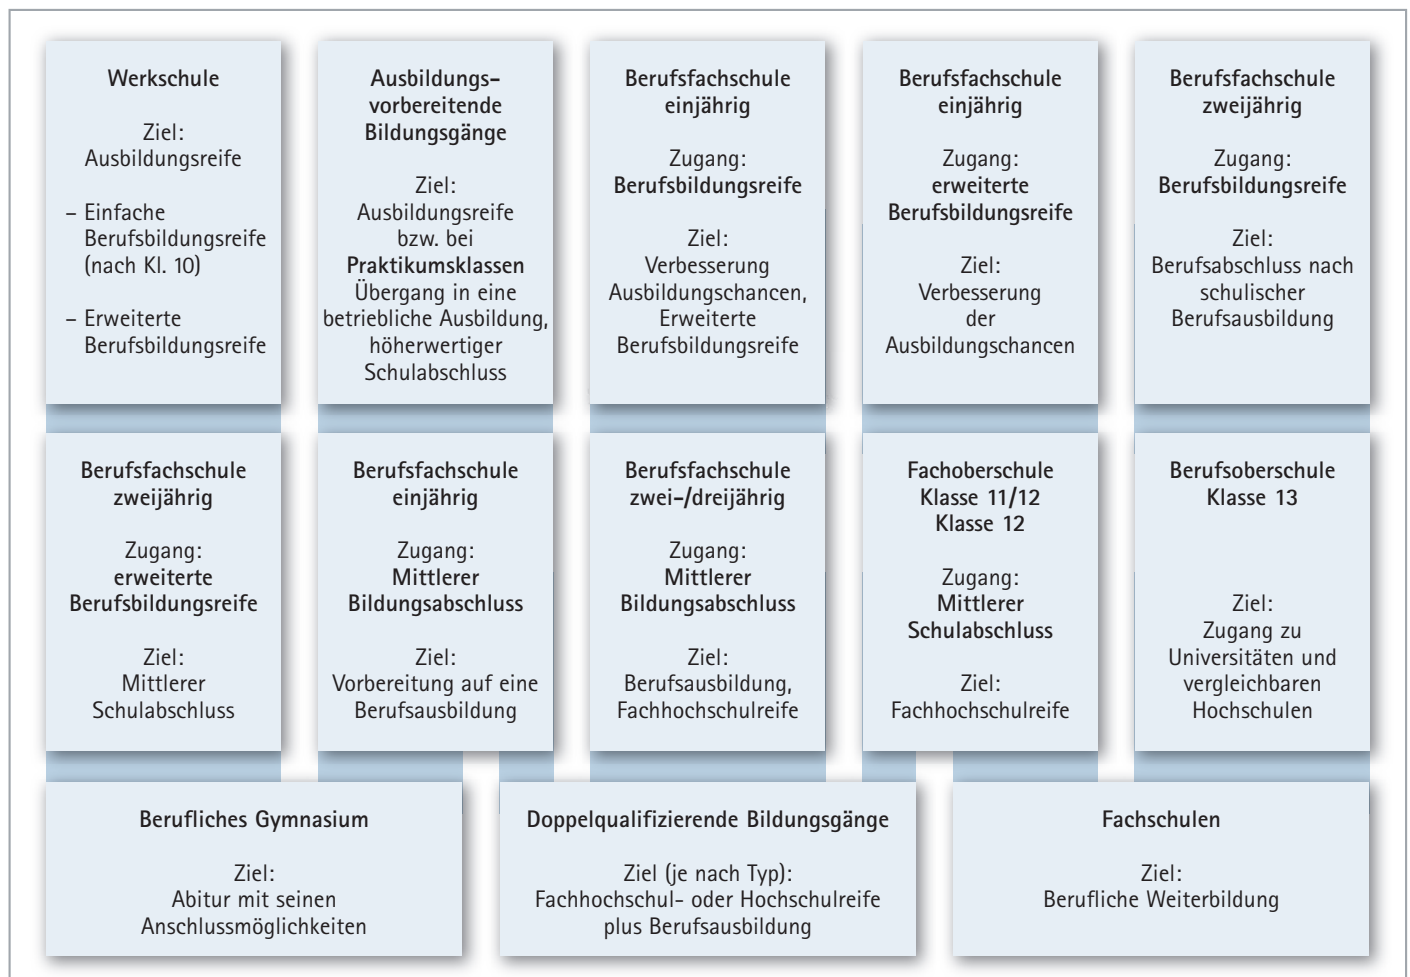 Werkschule
Ziel:
Ausbildungsreife
– Einfache
Berufsbildungsreife
(nach Kl. 10)
– Erweiterte
Berufsbildungsreife
Ausbildungs-
vorbereitende
Bildungsgänge
Ziel:
Ausbildungsreife
bzw. bei
Praktikumsklassen
Übergang in eine
betriebliche Ausbildung,
höherwertiger
Schulabschluss
Berufsfachschule
einjährig
Zugang:
Berufsbildungsreife
Ziel:
Verbesserung
Ausbildungschancen,
Erweiterte
Berufsbildungsreife
Berufsfachschule
einjährig
Zugang:
erweiterte
Berufsbildungsreife
Ziel:
Verbesserung
der
Ausbildungschancen
Berufsfachschule
zweijährig
Zugang:
Berufsbildungsreife
Ziel:
Berufsabschluss nach
schulischer
Berufsausbildung
Berufsfachschule
zweijährig
Zugang:
erweiterte
Berufsbildungsreife
Ziel:
Mittlerer
Schulabschluss
Berufsfachschule
einjährig
Zugang:
Mittlerer
Bildungsabschluss
Ziel:
Vorbereitung auf eine
Berufsausbildung
Berufsfachschule
zwei-/dreijährig
Zugang:
Mittlerer
Bildungsabschluss
Ziel:
Berufsausbildung,
Fachhochschulreife
Fachoberschule
Klasse 11/12
Klasse 12
Zugang:
Mittlerer
Schulabschluss
Ziel:
Fachhochschulreife
Berufsoberschule
Klasse 13
Ziel:
Zugang zu
Universitäten und
vergleichbaren
Hochschulen
Berufliches Gymnasium
Ziel:
Abitur mit seinen
Anschlussmöglichkeiten
Doppelqualifizierende Bildungsgänge
Ziel (je nach Typ):
Fachhochschul- oder Hochschulreife
plus Berufsausbildung
Fachschulen
Ziel:
Berufliche Weiterbildung